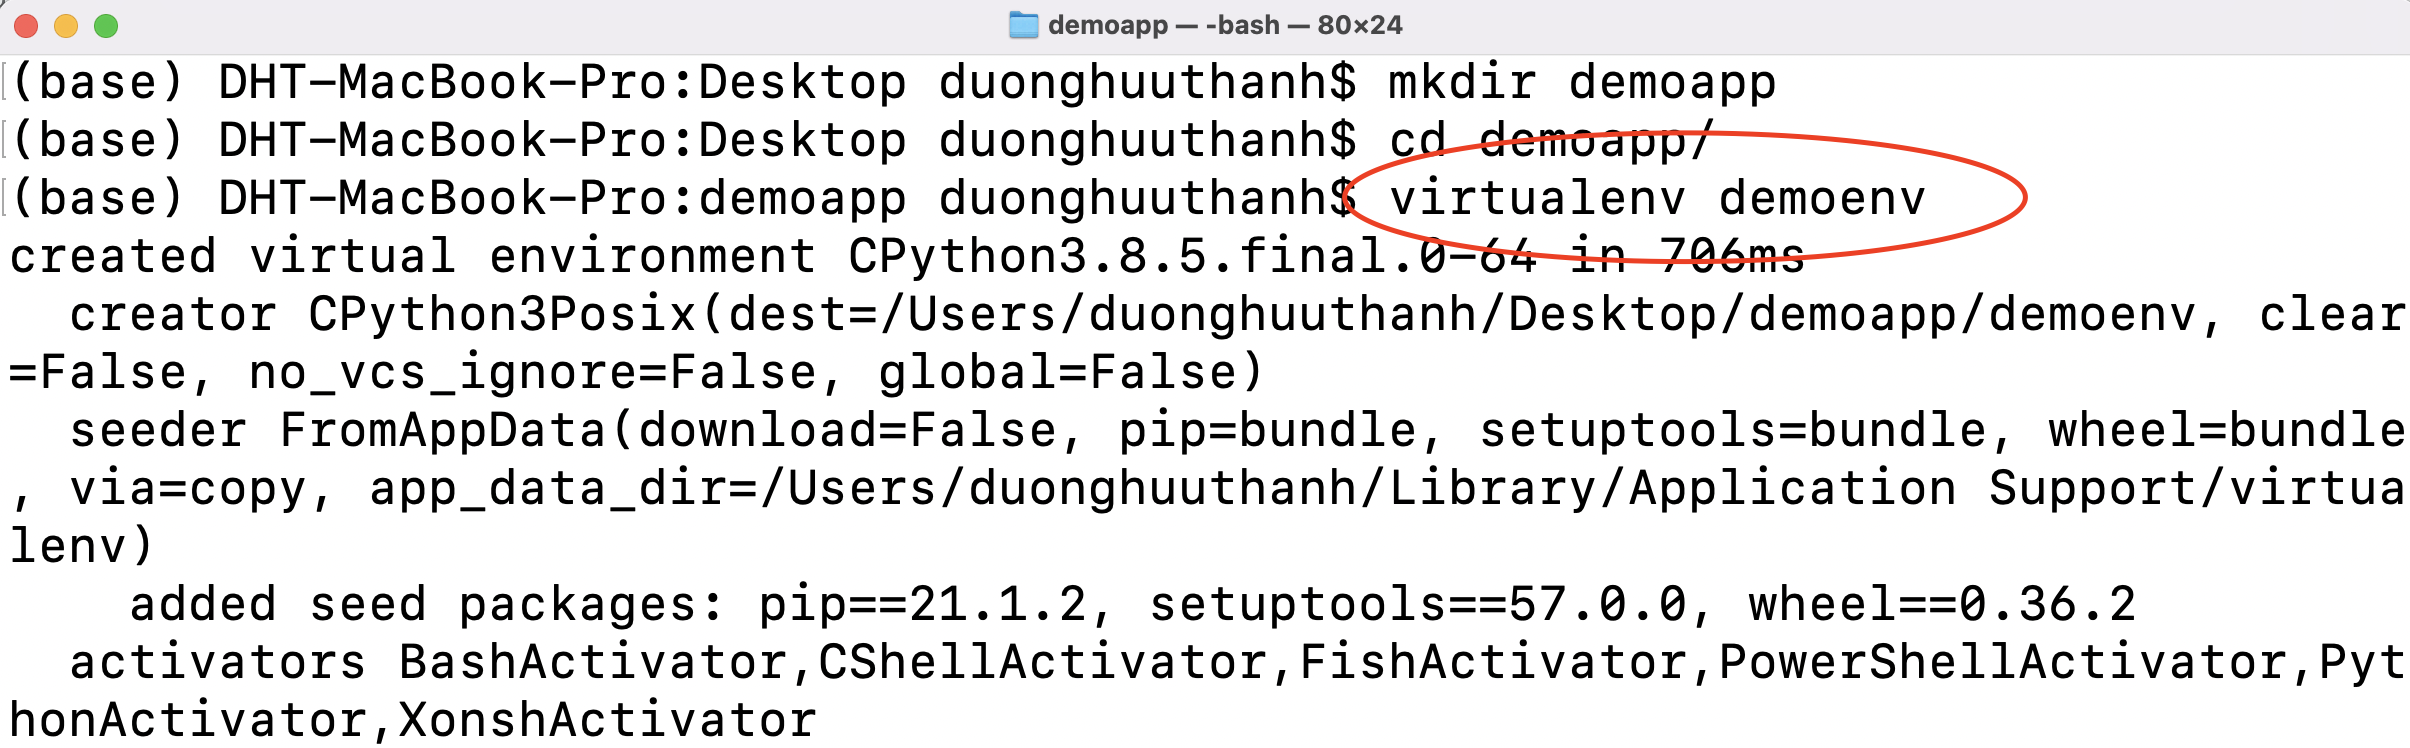 demoapp — -bash — 80×24
(base) DHT-MacBook-Pro:Desktop duonghuuthanh$ mkdir demoapp
(base) DHT-MacBook-Pro:Desktop duonghuuthanh$ cd demoapp/
(base) DHT-MacBook-Pro:demoapp duonghuuthanh$ virtualenv demoenv
created virtual environment CPython3.8.5.final.0-64 in 706ms
  creator CPython3Posix(dest=/Users/duonghuuthanh/Desktop/demoapp/demoenv, clear
=False, no_vcs_ignore=False, global=False)
  seeder FromAppData(download=False, pip=bundle, setuptools=bundle, wheel=bundle
, via=copy, app_data_dir=/Users/duonghuuthanh/Library/Application Support/virtua
lenv)
    added seed packages: pip==21.1.2, setuptools==57.0.0, wheel==0.36.2
  activators BashActivator,CShellActivator,FishActivator,PowerShellActivator,Pyt
honActivator,XonshActivator